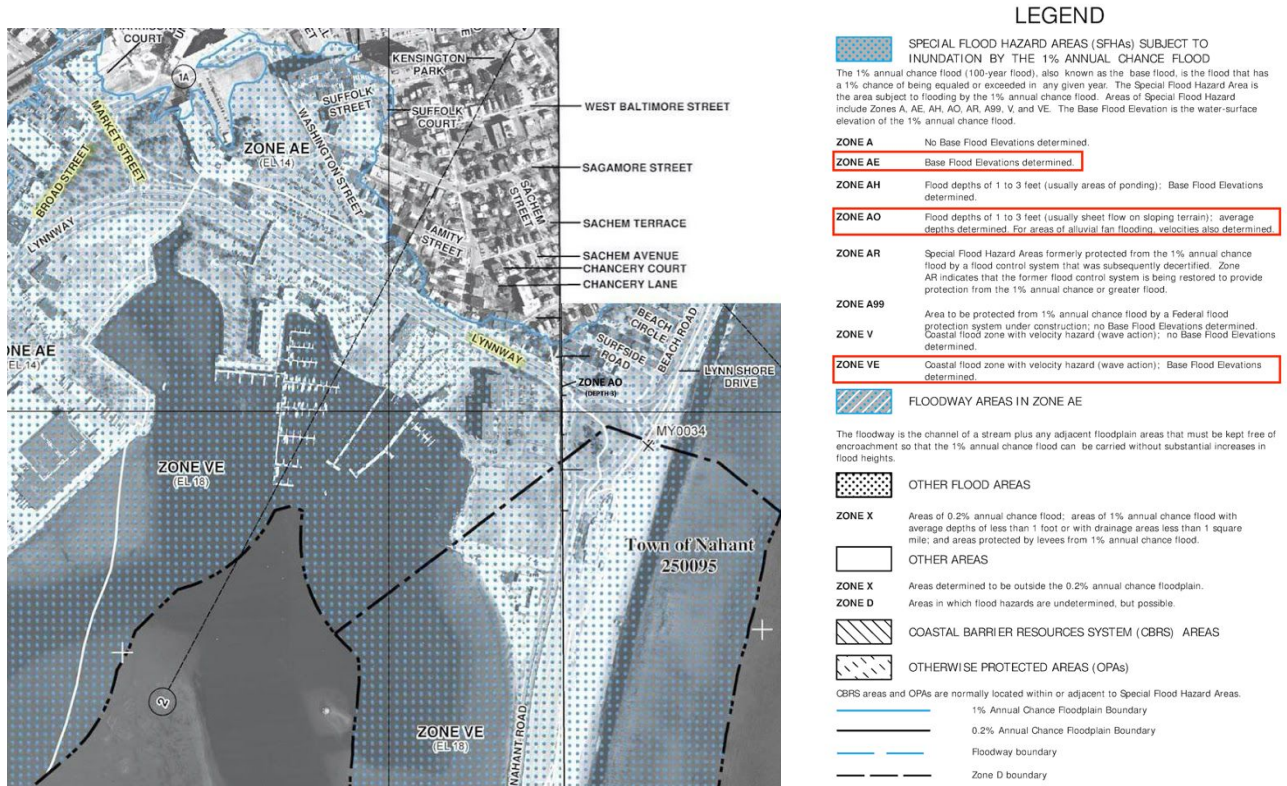 COURT
1A
KENSINGTON
PARK
SUFFOLK
STREET
SUFFOLK
COURT
WEST BALTIMORE STREET
MARKET STREET
WASHINGTON STREET
ZONE AE
(EL 14)
SAGAMORE STREET
BROAD STREET
SACHEM
STREET
LYNNWAY
SACHEM TERRACE
AMITY
STREET
SACHEM AVENUE
CHANCERY COURT
CHANCERY LANE
BEACH
CIRCLE
BEACH ROAD
LYNNWAY
SURFSIDE
ROAD
ONE AE
EL 14)
LYNN SHORE
DRIVE
ZONE AO
(DEPTH 3)
MY0034
ZONE VE
(EL 18)
Town of Nahant
250095
2
ZONE VE
(EL 18)
NAHANT ROAD
LEGEND
SPECIAL FLOOD HAZARD AREAS (SFHAs) SUBJECT TO
INUNDATION BY THE 1% ANNUAL CHANCE FLOOD
The 1% annual chance flood (100-year flood), also known as the base flood, is the flood that has
a 1% chance of being equaled or exceeded in any given year. The Special Flood Hazard Area is
the area subject to flooding by the 1% annual chance flood. Areas of Special Flood Hazard
include Zones A, AE, AH, AO, AR, A99, V, and VE. The Base Flood Elevation is the water-surface
elevation of the 1% annual chance flood.
ZONE A No Base Flood Elevations determined.
ZONE AE Base Flood Elevations determined.
ZONE AH Flood depths of 1 to 3 feet (usually areas of ponding); Base Flood Elevations
determined.
ZONE AO Flood depths of 1 to 3 feet (usually sheet flow on sloping terrain); average
depths determined. For areas of alluvial fan flooding, velocities also determined.
ZONE AR Special Flood Hazard Areas formerly protected from the 1% annual chance
flood by a flood control system that was subsequently decertified. Zone
AR indicates that the former flood control system is being restored to provide
protection from the 1% annual chance or greater flood.
ZONE A99 Area to be protected from 1% annual chance flood by a Federal flood
protection system under construction; no Base Flood Elevations determined.
ZONE V Coastal flood zone with velocity hazard (wave action); no Base Flood Elevations
determined.
ZONE VE Coastal flood zone with velocity hazard (wave action); Base Flood Elevations
determined.
FLOODWAY AREAS IN ZONE AE
The floodway is the channel of a stream plus any adjacent floodplain areas that must be kept free of
encroachment so that the 1% annual chance flood can be carried without substantial increases in
flood heights.
OTHER FLOOD AREAS
ZONE X Areas of 0.2% annual chance flood; areas of 1% annual chance flood with
average depths of less than 1 foot or with drainage areas less than 1 square
mile; and areas protected by levees from 1% annual chance flood.
OTHER AREAS
ZONE X Areas determined to be outside the 0.2% annual chance floodplain.
ZONE D Areas in which flood hazards are undetermined, but possible.
COASTAL BARRIER RESOURCES SYSTEM (CBRS) AREAS
OTHERWISE PROTECTED AREAS (OPAs)
CBRS areas and OPAs are normally located within or adjacent to Special Flood Hazard Areas.
1% Annual Chance Floodplain Boundary
0.2% Annual Chance Floodplain Boundary
Floodway boundary
Zone D boundary